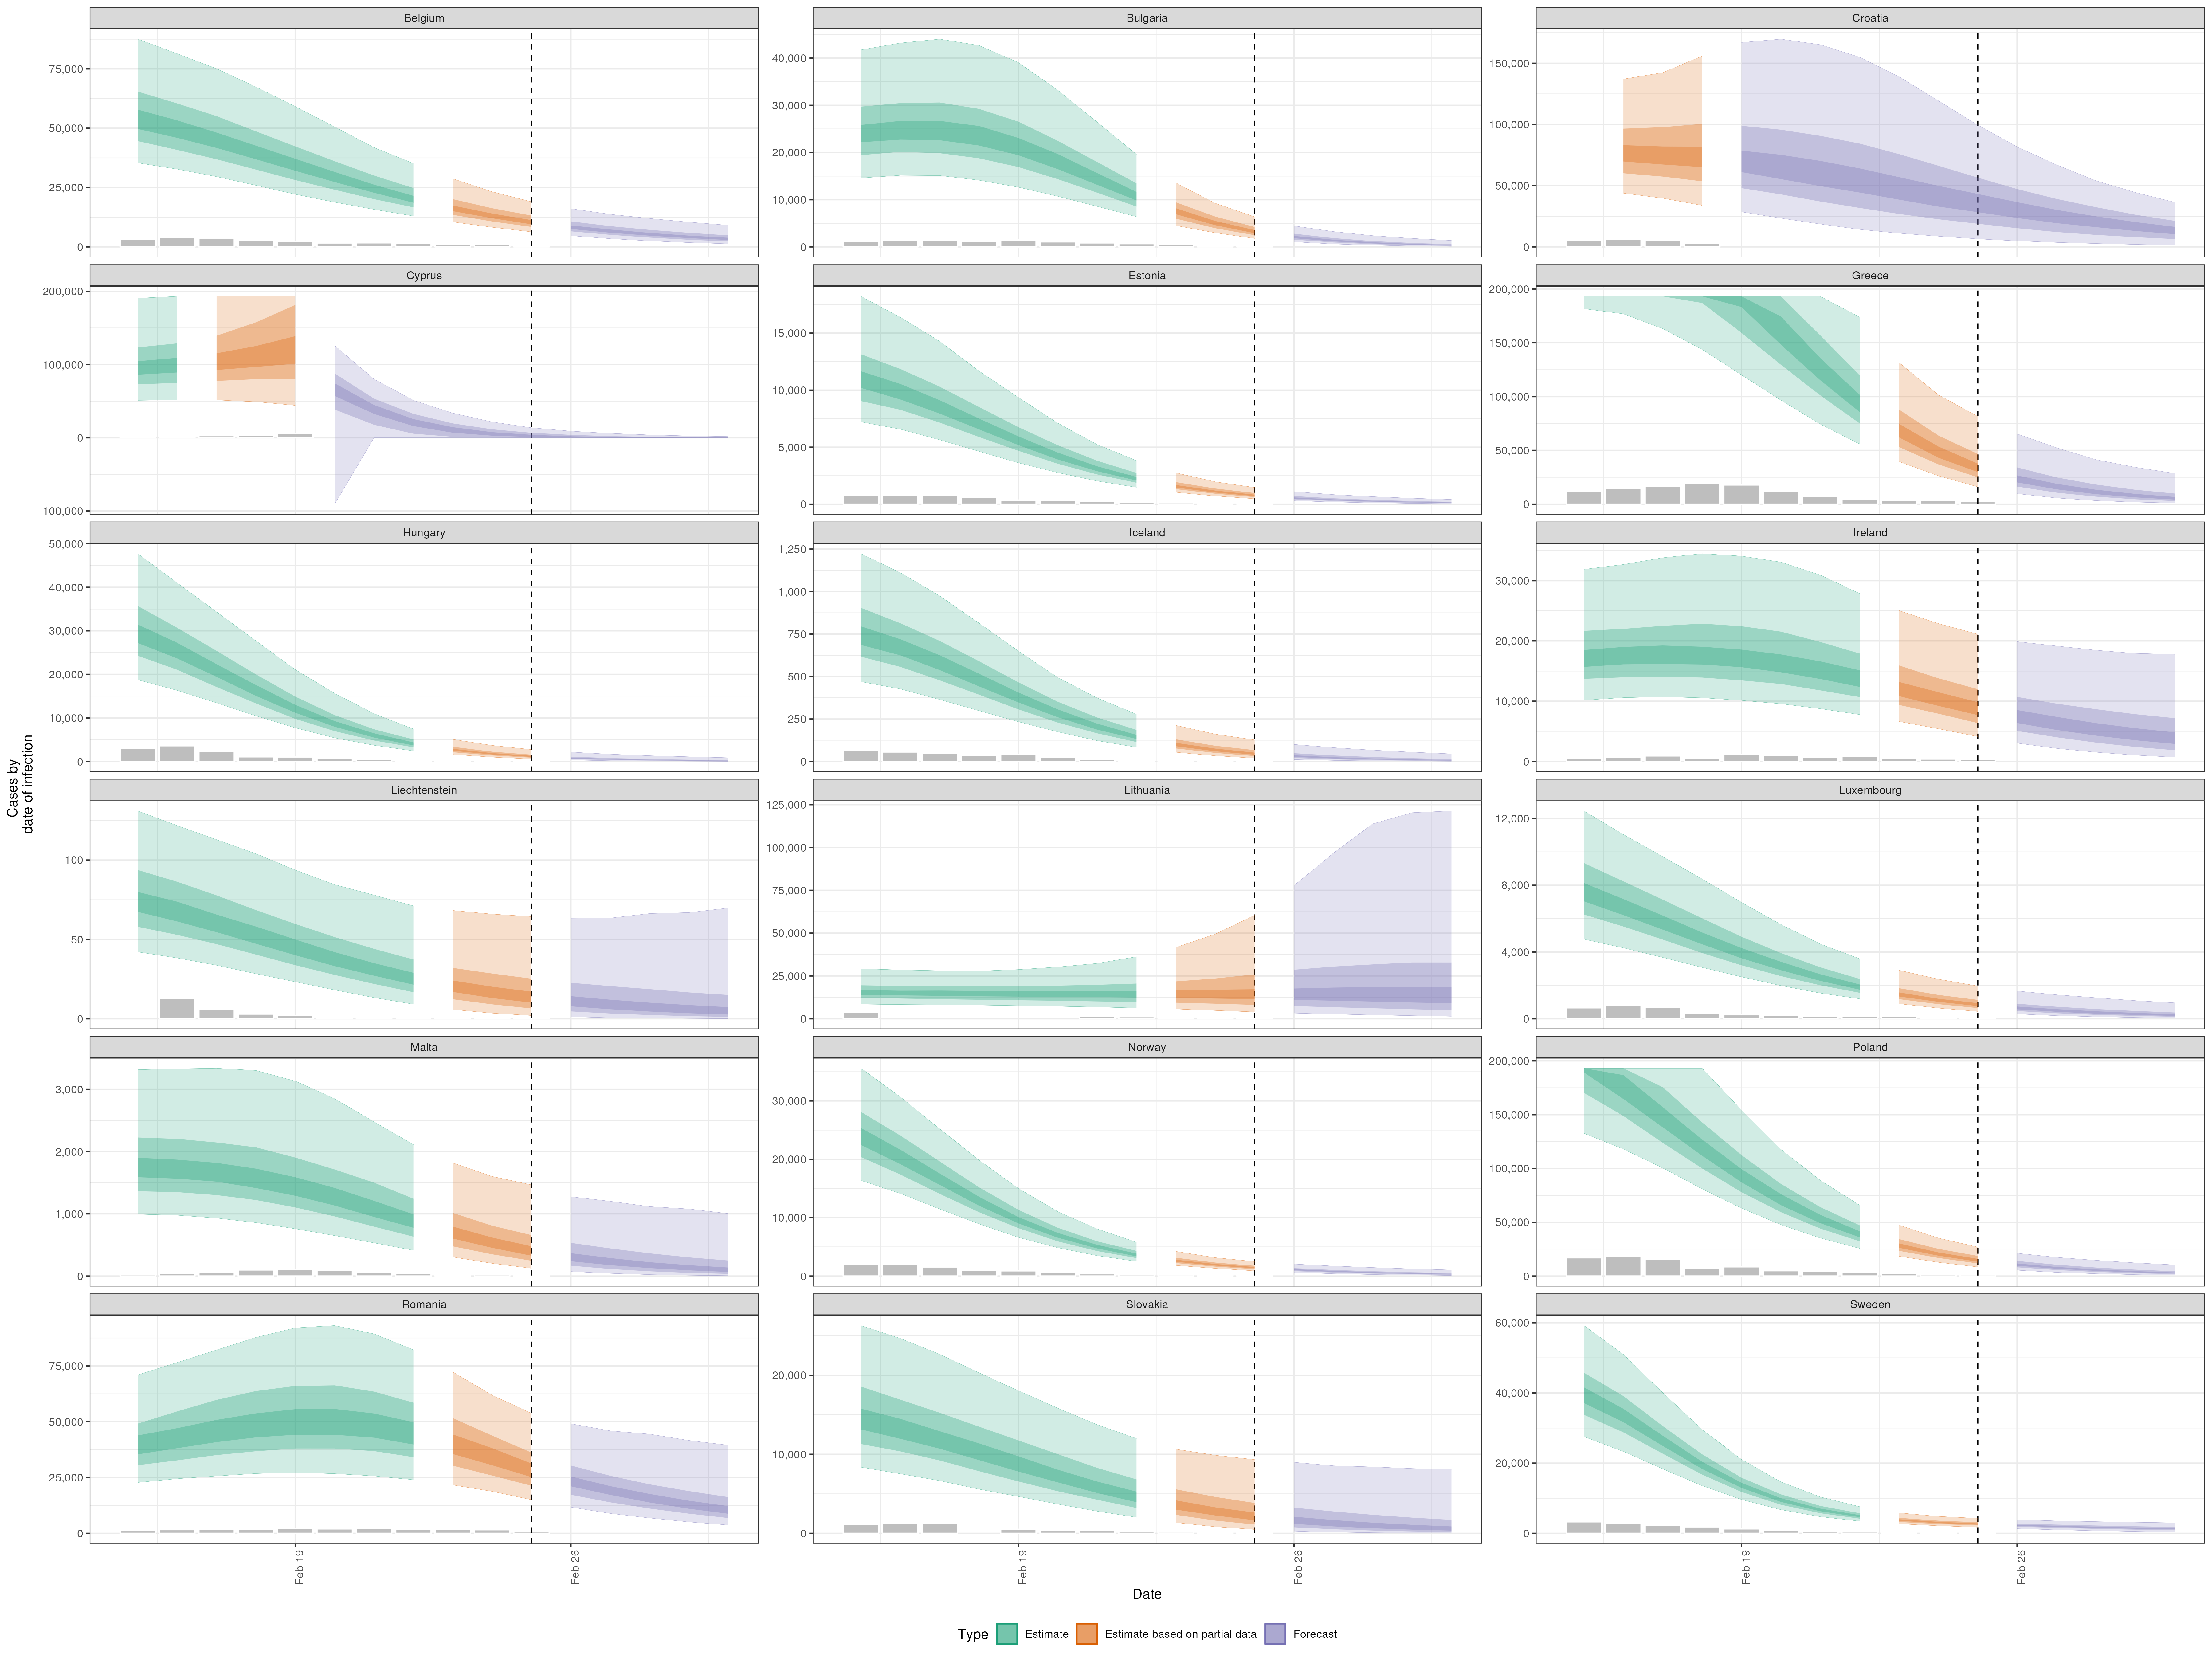 Belgium
Bulgaria
Croatia
75,000
50,000
25,000
0
40,000
30,000
20,000
10,000
0
150,000
100,000
50,000
0
Cyprus
Estonia
Greece
200,000
100,000
0
-100,000
15,000
10,000
5,000
0
200,000
150,000
100,000
50,000
0
Hungary
Iceland
Ireland
50,000
40,000
30,000
20,000
10,000
0
1,250
1,000
750
500
250
0
30,000
20,000
10,000
0
Cases by
date of infection
Liechtenstein
Lithuania
Luxembourg
100
50
0
125,000
100,000
75,000
50,000
25,000
0
12,000
8,000
4,000
0
Malta
Norway
Poland
3,000
2,000
1,000
0
30,000
20,000
10,000
0
200,000
150,000
100,000
50,000
0
Romania
Slovakia
Sweden
75,000
50,000
25,000
0
20,000
10,000
0
60,000
40,000
20,000
0
Feb 19
Feb 26
Feb 19
Feb 26
Feb 19
Feb 26
Date
Type
Estimate
Estimate based on partial data
Forecast